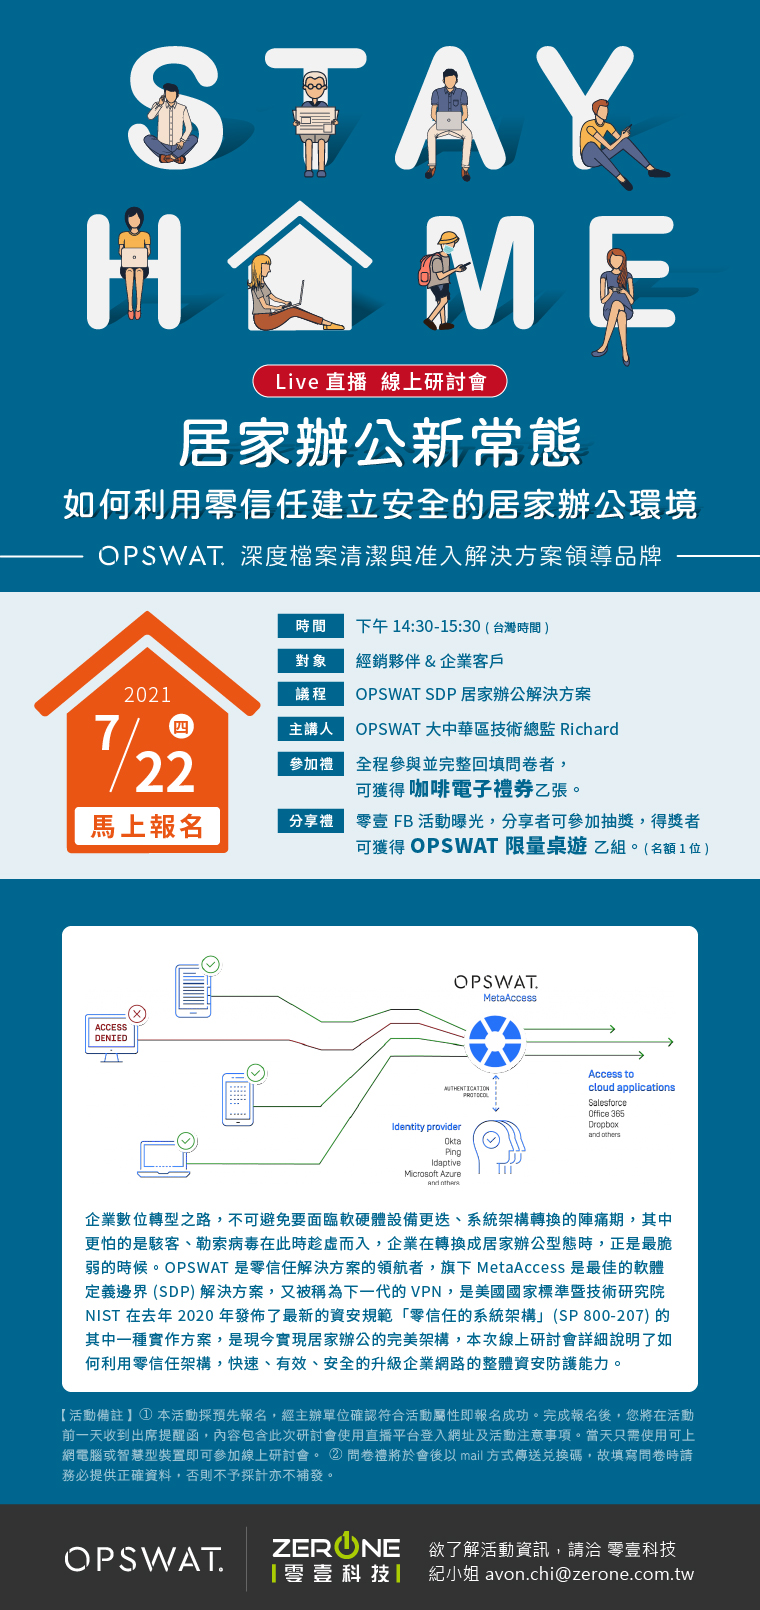 STAY
HOME
Live 直播 線上研討會
居家辦公新常態
如何利用零信任建立安全的居家辦公環境
OPSWAT. 深度檔案清潔與准入解決方案領導品牌
2021
7/22 四
馬上報名
時間 下午 14:30-15:30 ( 台灣時間 )
對象 經銷夥伴 & 企業客戶
議程 OPSWAT SDP 居家辦公解決方案
主講人 OPSWAT 大中華區技術總監 Richard
參加禮 全程參與並完整回填問卷者，
可獲得 咖啡電子禮券乙張。
分享禮 零壹 FB 活動曝光，分享者可參加抽獎，得獎者
可獲得 OPSWAT 限量桌遊 乙組。( 名額 1 位 )
OPSWAT.
MetaAccess
ACCESS
DENIED
AUTHENTICATION
PROTOCOL
Access to
cloud applications
Salesforce
Office 365
Dropbox
and others
Identity provider
Okta
Ping
Idaptive
Microsoft Azure
and others
企業數位轉型之路，不可避免要面臨軟硬體設備更迭、系統架構轉換的陣痛期，其中
更怕的是駭客、勒索病毒在此時趁虛而入，企業在轉換成居家辦公型態時，正是最脆
弱的時候。OPSWAT 是零信任解決方案的領航者，旗下 MetaAccess 是最佳的軟體
定義邊界 (SDP) 解決方案，又被稱為下一代的 VPN，是美國國家標準暨技術研究院
NIST 在去年 2020 年發佈了最新的資安規範「零信任的系統架構」(SP 800-207) 的
其中一種實作方案，是現今實現居家辦公的完美架構，本次線上研討會詳細說明了如
何利用零信任架構，快速、有效、安全的升級企業網路的整體資安防護能力。
【活動備註】① 本活動採預先報名，經主辦單位確認符合活動屬性即報名成功。完成報名後，您將在活動
前一天收到出席提醒函，內容包含此次研討會使用直播平台登入網址及活動注意事項。當天只需使用可上
網電腦或智慧型裝置即可參加線上研討會。 ② 問卷禮將於會後以 mail 方式傳送兌換碼，故填寫問卷時請
務必提供正確資料，否則不予採計亦不補發。
OPSWAT.
ZERONE
零壹科技
欲了解活動資訊，請洽 零壹科技
紀小姐 avon.chi@zerone.com.tw